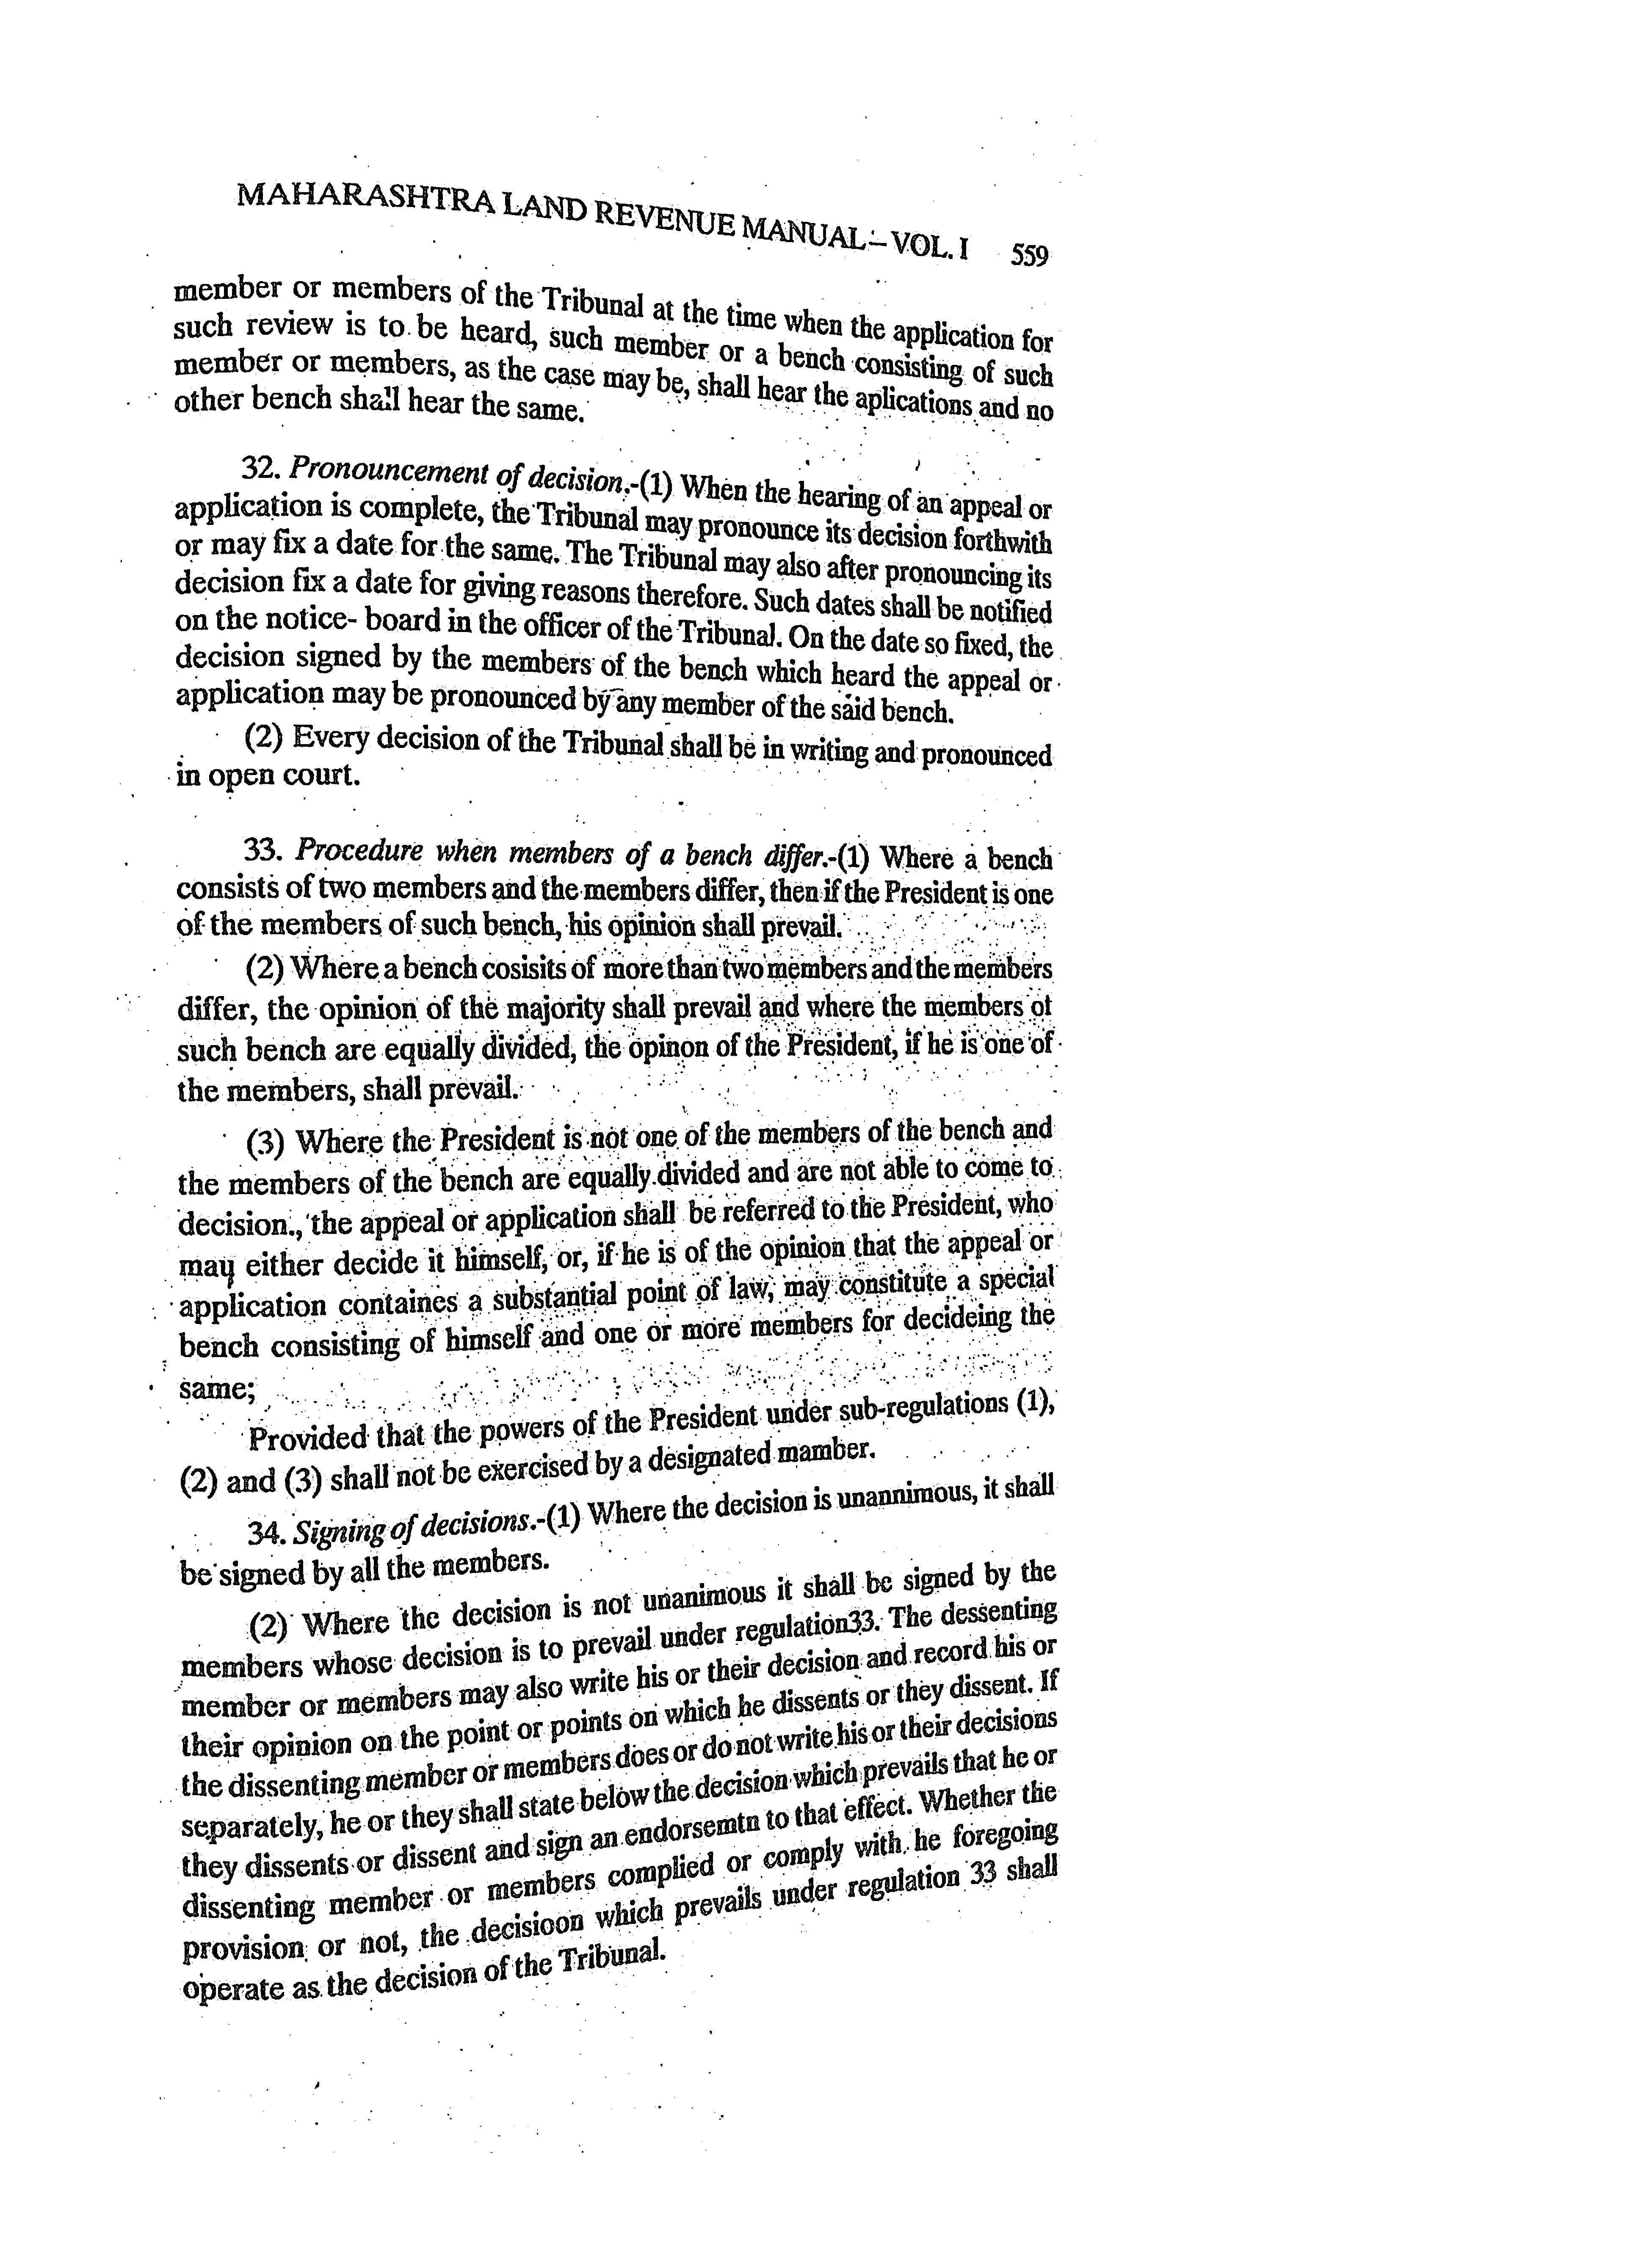 MAHARASHTRA LAND REVENUE MANUAL – VOL. I 559
member or members of the Tribunal at the time when the application for
such review is to be heard, such member or a bench consisting of such
member or members, as the case may be, shall hear the aplications and no
other bench shall hear the same.
32. Pronouncement of decision.-(1) When the hearing of an appeal or
application is complete, the Tribunal may pronounce its decision forthwith
or may fix a date for the same. The Tribunal may also after pronouncing its
decision fix a date for giving reasons therefore. Such dates shall be notified
on the notice- board in the officer of the Tribunal. On the date so fixed, the
decision signed by the members of the bench which heard the appeal or
application may be pronounced by any member of the said bench.
(2) Every decision of the Tribunal shall be in writing and pronounced
in open court.
33. Procedure when members of a bench differ.-(1) Where a bench
consists of two members and the members differ, then if the President is one
of the members of such bench, his opinion shall prevail.
(2) Where a bench cosisits of more than two members and the members
differ, the opinion of the majority shall prevail and where the members of
such bench are equally divided, the opinon of the President, if he is one of
the members, shall prevail.
(3) Where the President is not one of the members of the bench and
the members of the bench are equally divided and are not able to come to
decision., the appeal or application shall be referred to the President, who
may either decide it himself, or, if he is of the opinion that the appeal or
application containes a substantial point of law, may constitute a special
bench consisting of himself and one or more members for decideing the
same;
Provided that the powers of the President under sub-regulations (1),
(2) and (3) shall not be exercised by a designated mamber.
34. Signing of decisions.-(1) Where the decision is unannimous, it shall
be signed by all the members.
(2) Where the decision is not unanimous it shall be signed by the
members whose decision is to prevail under regulation33. The dessenting
member or members may also write his or their decision and record his or
their opinion on the point or points on which he dissents or they dissent. If
the dissenting member or members does or do not write his or their decisions
separately, he or they shall state below the decision which prevails that he or
they dissents or dissent and sign an endorsemtn to that effect. Whether the
dissenting member or members complied or comply with he foregoing
provision or not, the decisioon which prevails under regulation 33 shall
operate as the decision of the Tribunal.